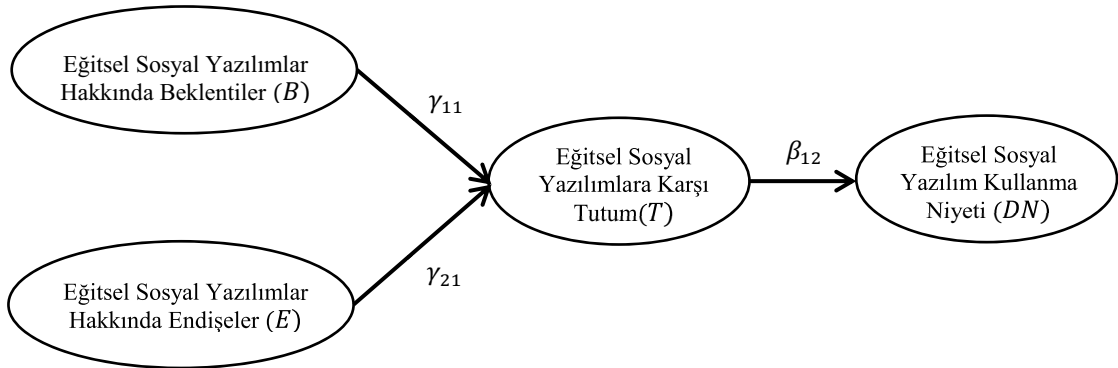 Eğitsel Sosyal Yazılımlar
Hakkında Beklentiler (B)
γ₁₁
Eğitsel Sosyal
Yazılımlara Karşı
Tutum(T)
β₁₂
Eğitsel Sosyal
Yazılım Kullanma
Niyeti (DN)
γ₂₁
Eğitsel Sosyal Yazılımlar
Hakkında Endişeler (E)